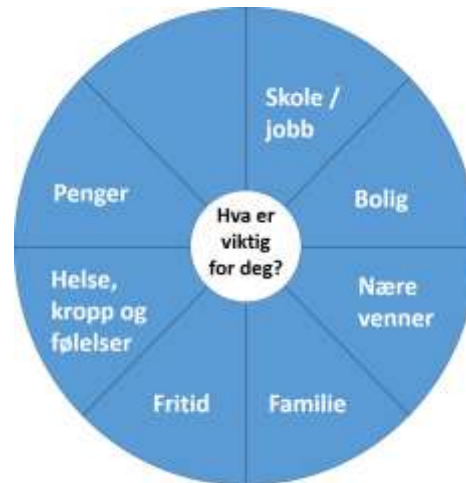 Skole /
jobb
Penger
Bolig
Hva er
viktig
for deg?
Helse,
kropp og
følelser
Nære
venner
Fritid
Familie